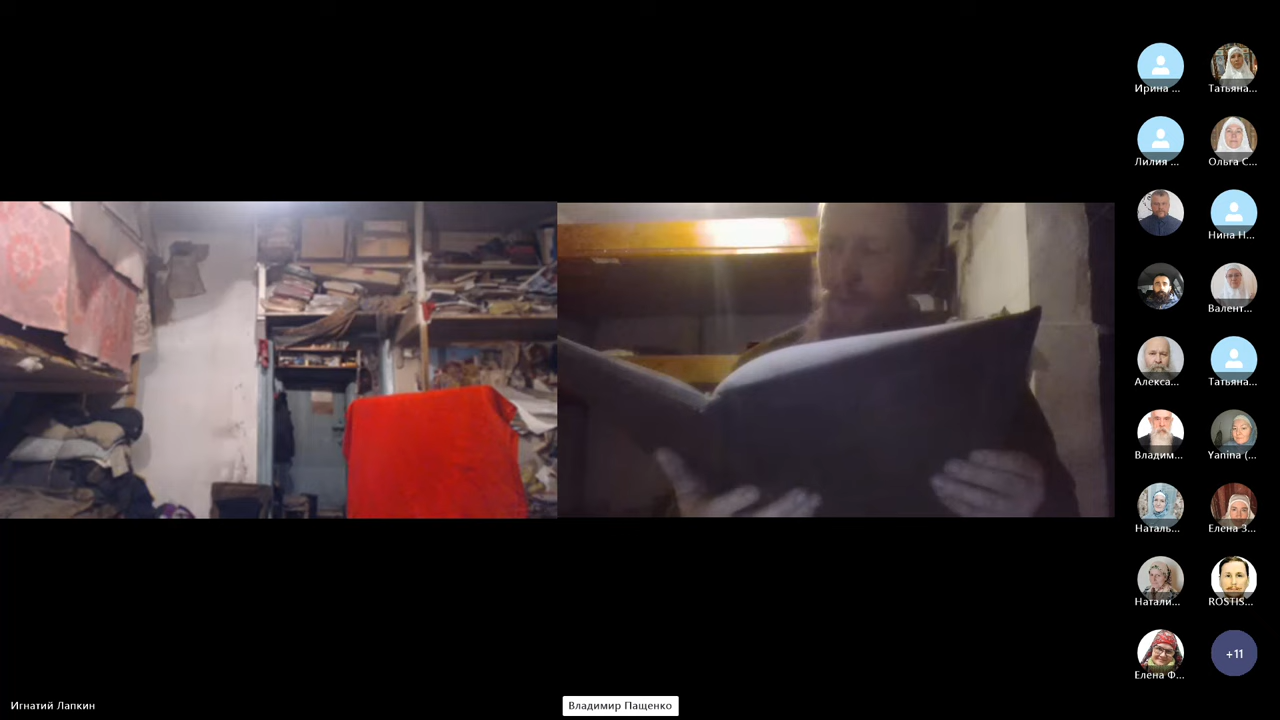 Ирина ...
Татьяна...
Лилия ...
Ольга С...
Нина Н...
Валент...
Алекса...
Татьяна...
Владим...
Yanina (...
Наталь...
Елена З...
Натали...
ROSTIS...
Елена Ф...
+11
Игнатий Лапкин
Владимир Пащенко